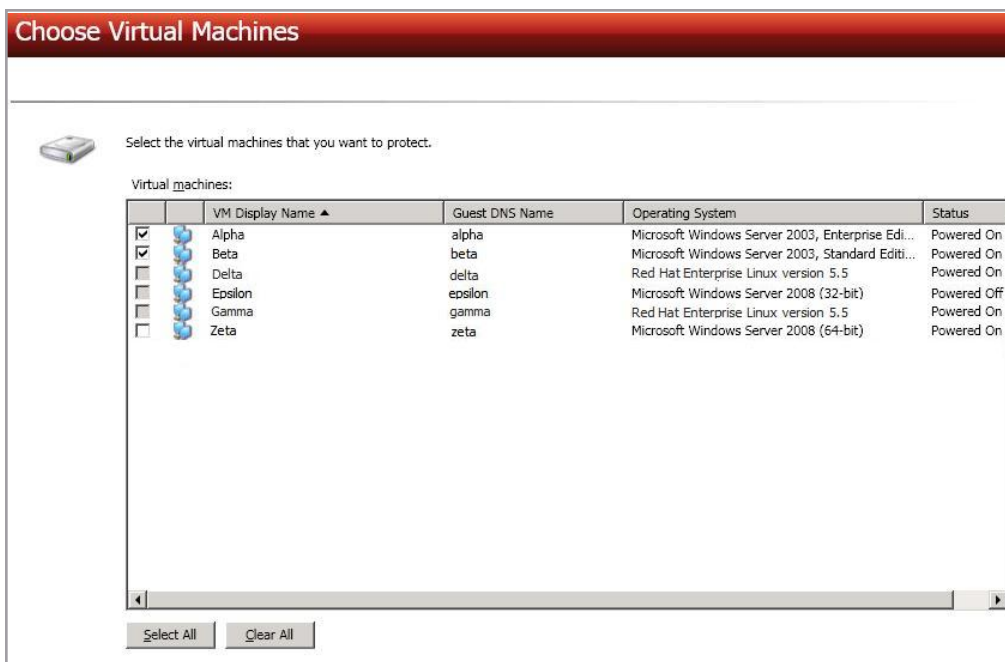 Choose Virtual Machines
Select the virtual machines that you want to protect.
Virtual machines:
VM Display Name Guest DNS Name Operating System Status
Alpha alpha Microsoft Windows Server 2003, Enterprise Edi... Powered On
Beta beta Microsoft Windows Server 2003, Standard Editi... Powered On
Delta delta Red Hat Enterprise Linux version 5.5 Powered On
Epsilon epsilon Microsoft Windows Server 2008 (32-bit) Powered Off
Gamma gamma Red Hat Enterprise Linux version 5.5 Powered On
Zeta zeta Microsoft Windows Server 2008 (64-bit) Powered On
Select All Clear All